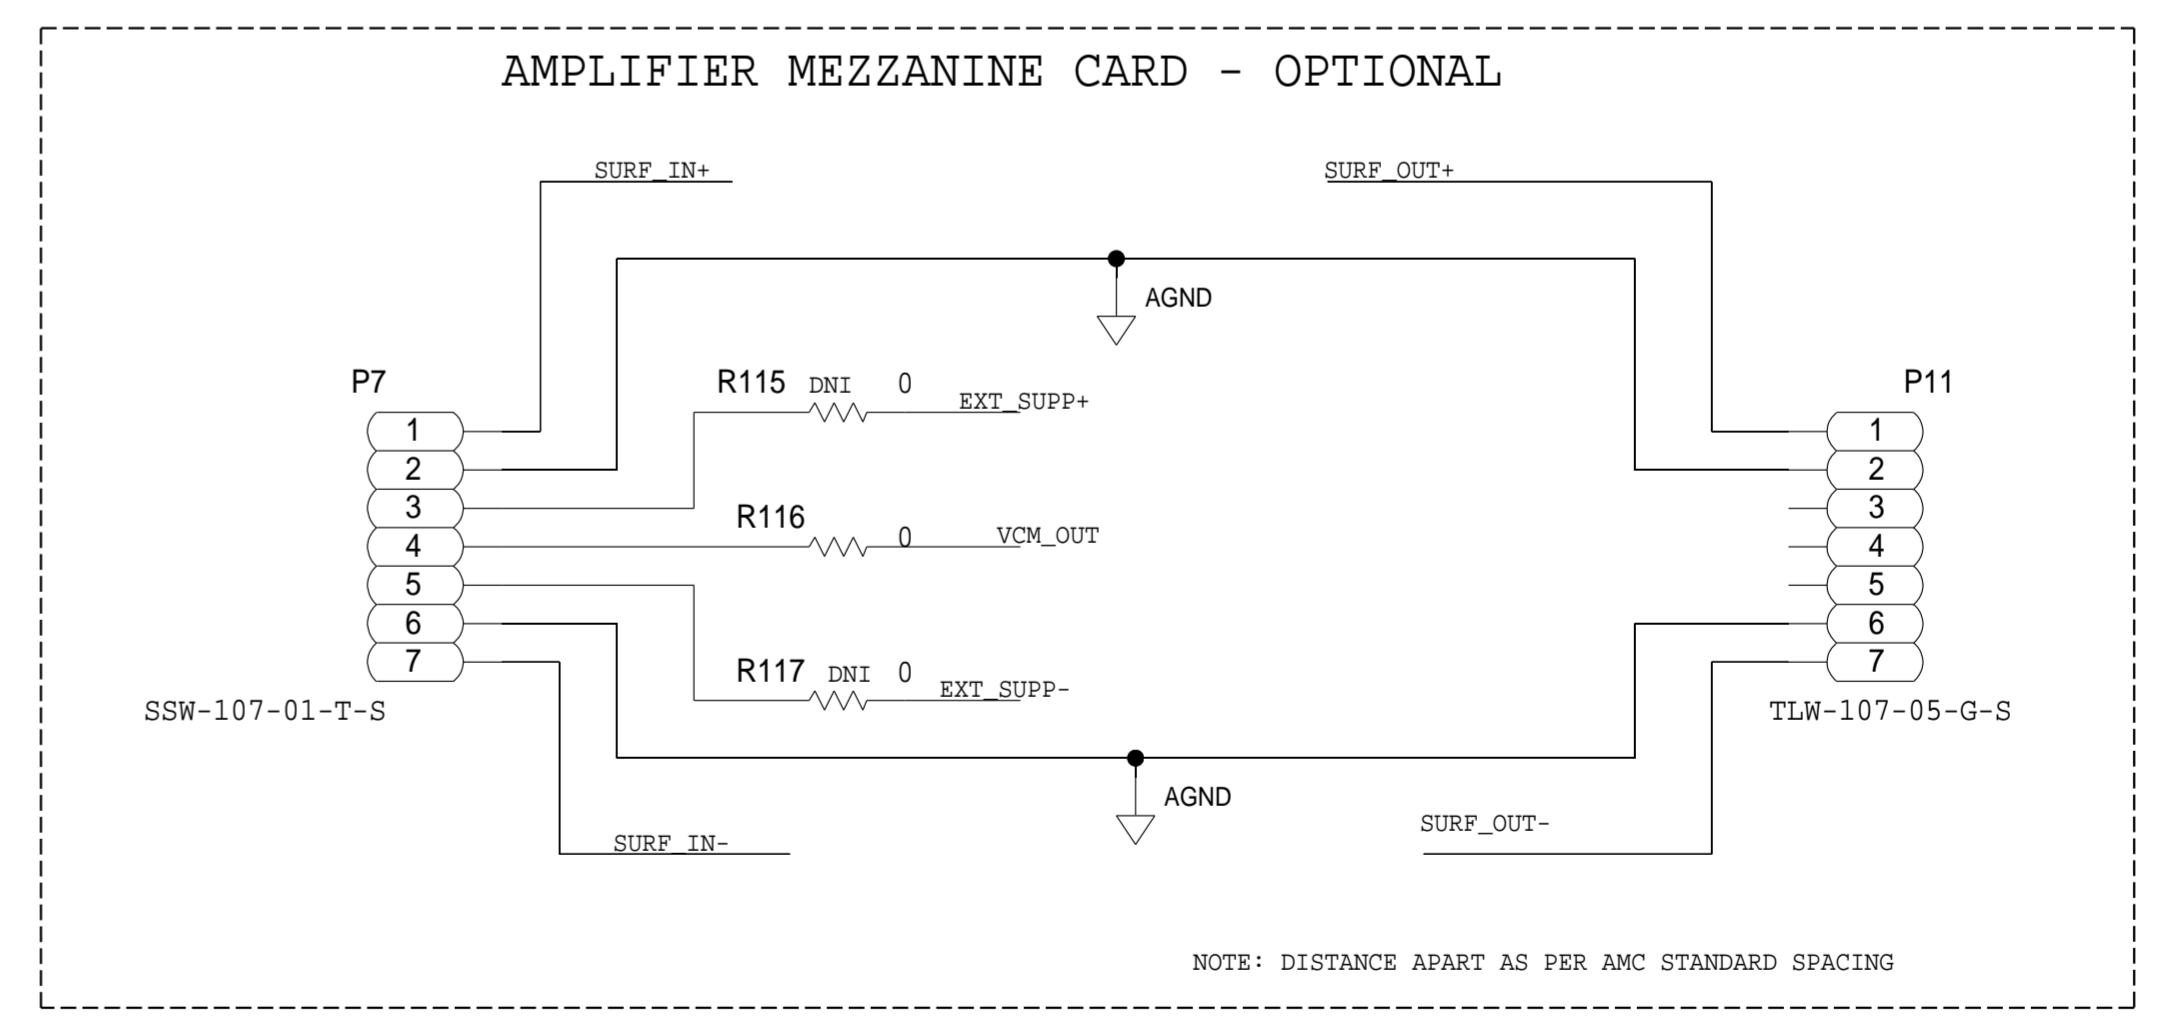 AMPLIFIER MEZZANINE CARD - OPTIONAL
SURF_IN+
SURF_OUT+
AGND
P7
R115 DNI 0
EXT_SUPP+
P11
1
2
3
4
5
6
7
R116
0
VCM_OUT
1
2
3
4
5
6
7
R117 DNI 0
EXT_SUPP-
SSW-107-01-T-S
TLW-107-05-G-S
AGND
SURF_IN-
SURF_OUT-
NOTE: DISTANCE APART AS PER AMC STANDARD SPACING